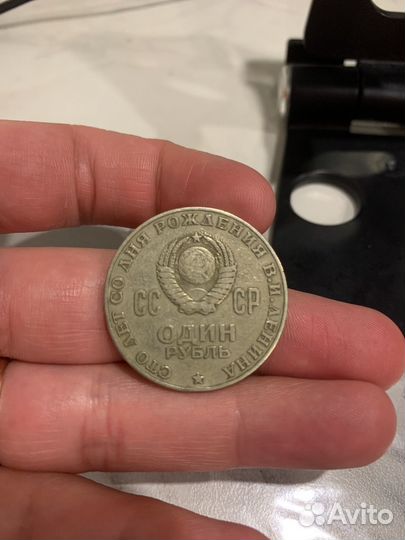 СТО ЛЕТ СО ДНЯ РОЖДЕНИЯ В.И.ЛЕНИНА
СС СР
ОДИН
РУБЛЬ
Avito